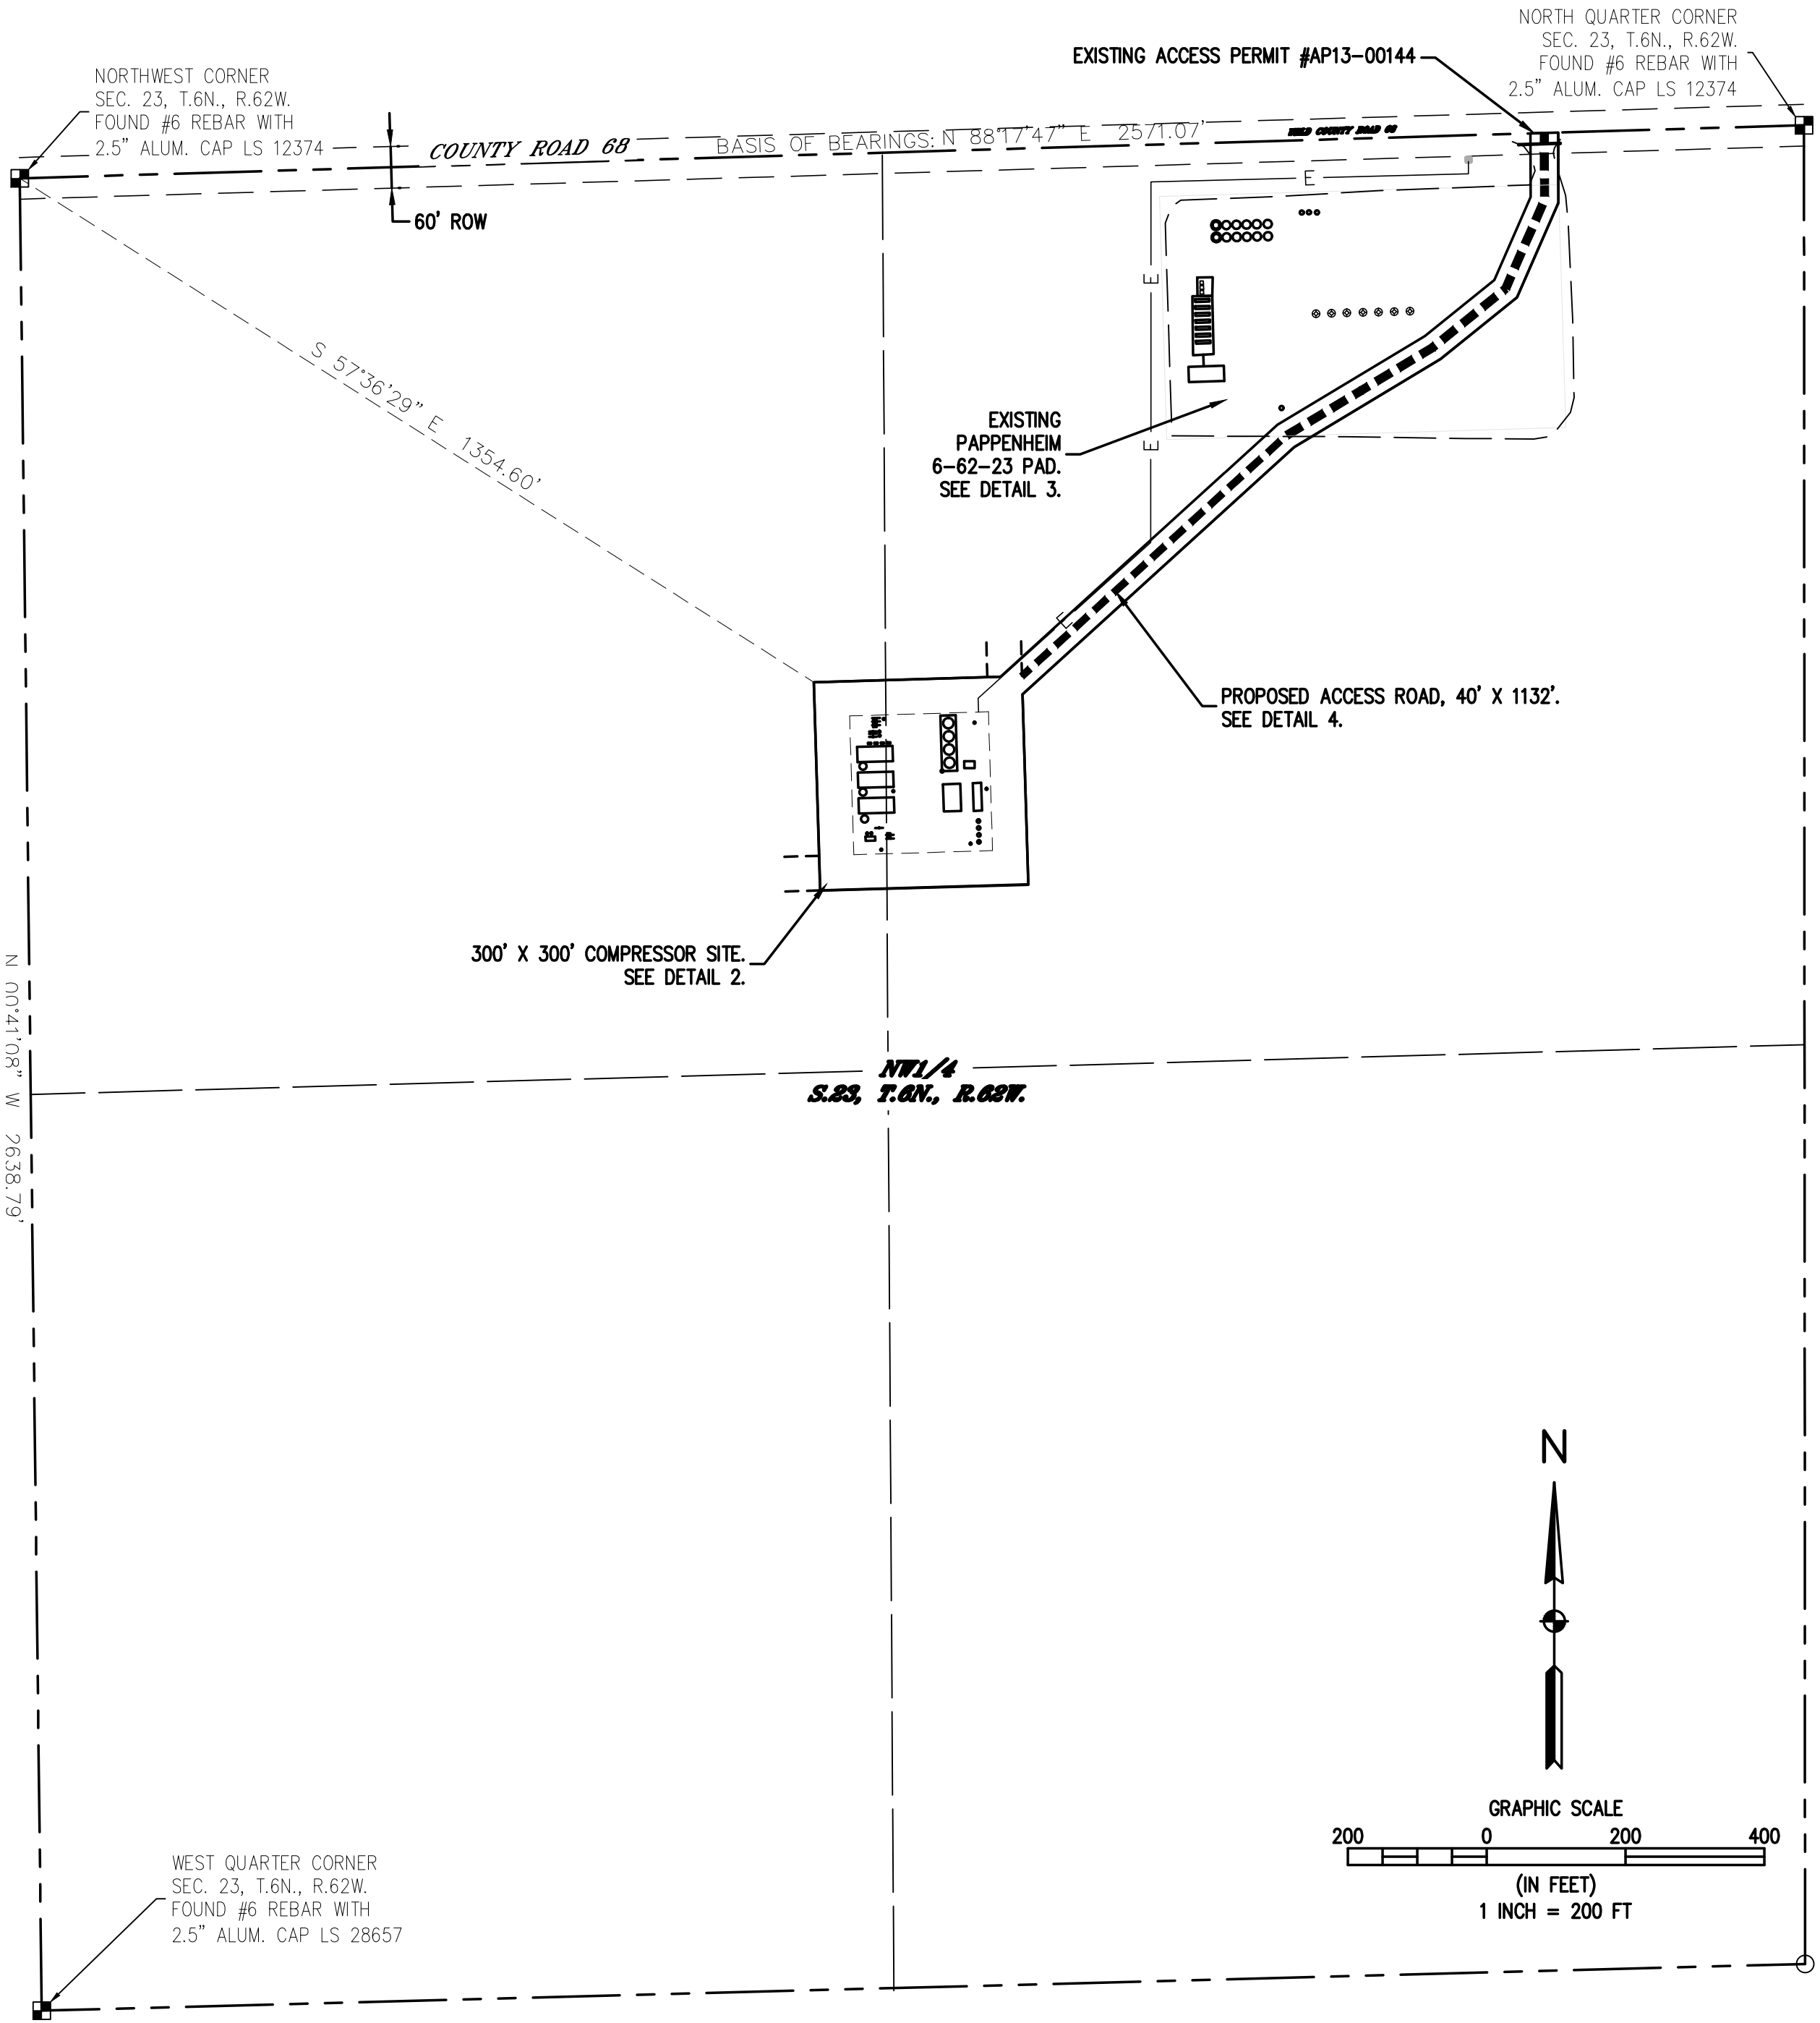 NORTH QUARTER CORNER
SEC. 23, T.6N., R.62W.
FOUND #6 REBAR WITH
2.5" ALUM. CAP LS 12374
EXISTING ACCESS PERMIT #AP13-00144
NORTHWEST CORNER
SEC. 23, T.6N., R.62W.
FOUND #6 REBAR WITH
2.5" ALUM. CAP LS 12374
COUNTY ROAD 68
BASIS OF BEARINGS: N 88°17'47" E 2571.07'
WELD COUNTY ROAD 68
60' ROW
E
E
E
E
S 57°36'29" E 1354.60'
EXISTING
PAPPENHEIM
6-62-23 PAD.
SEE DETAIL 3.
PROPOSED ACCESS ROAD, 40' X 1132'.
SEE DETAIL 4.
300' X 300' COMPRESSOR SITE.
SEE DETAIL 2.
N 00°41'08" W 2638.79'
NW1/4
S.23, T.6N., R.62W.
N
GRAPHIC SCALE
200 0 200 400
(IN FEET)
1 INCH = 200 FT
WEST QUARTER CORNER
SEC. 23, T.6N., R.62W.
FOUND #6 REBAR WITH
2.5" ALUM. CAP LS 28657